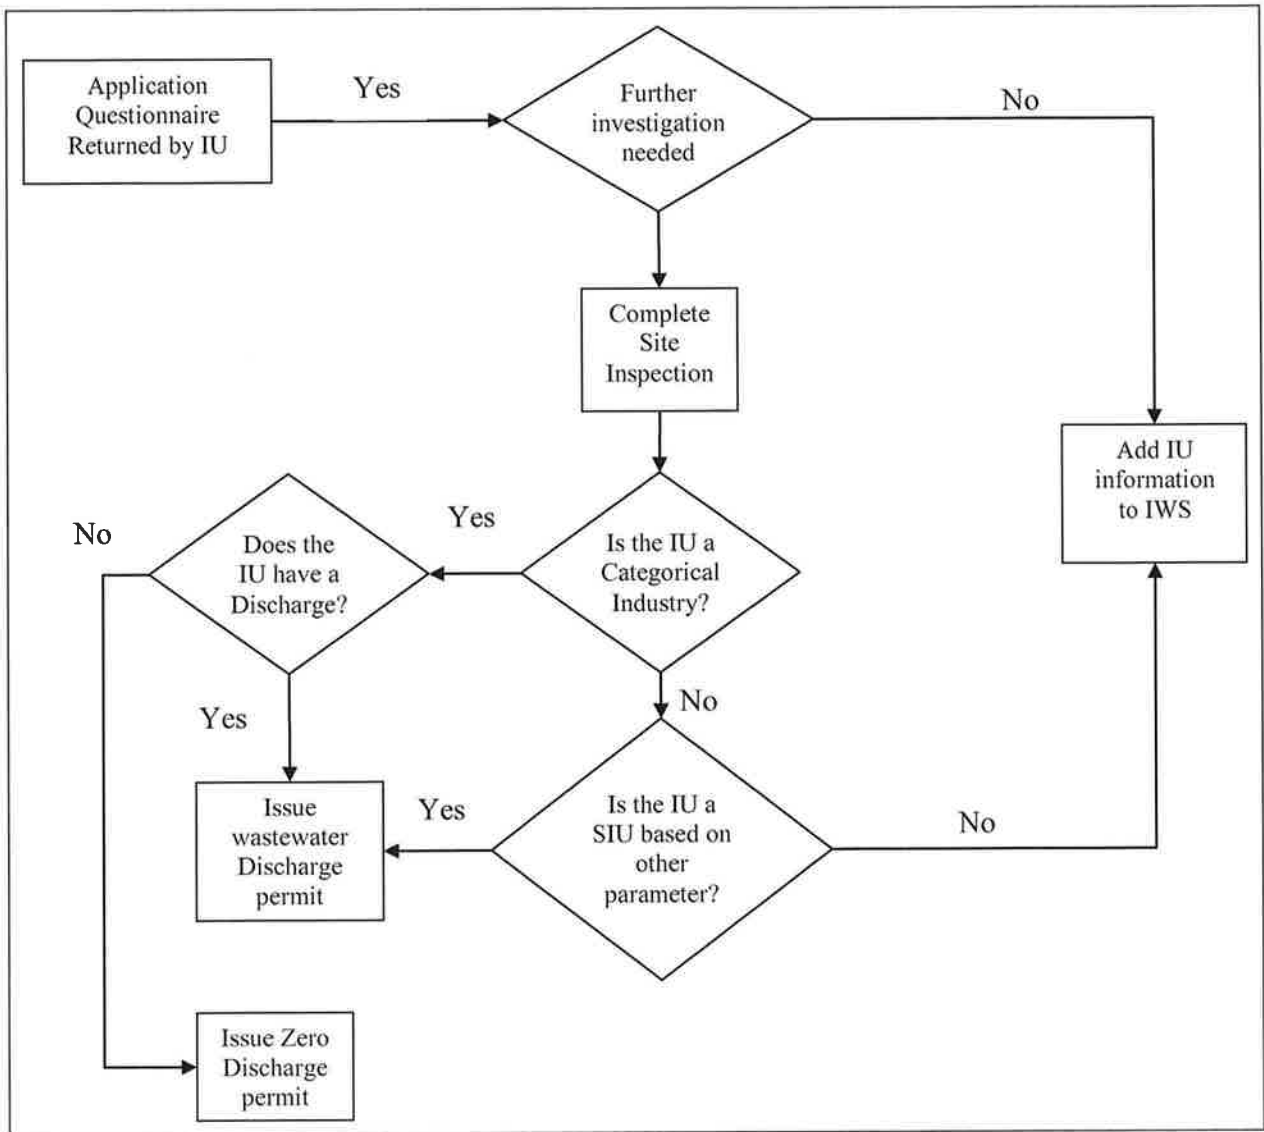 Application
Questionnaire
Returned by IU
Yes
Further
investigation
needed
No
Complete
Site
Inspection
Add IU
information
to IWS
No
Does the
IU have a
Discharge?
Yes
Is the IU a
Categorical
Industry?
Yes
No
Issue
wastewater
Discharge
permit
Yes
Is the IU a
SIU based on
other
parameter?
No
Issue Zero
Discharge
permit